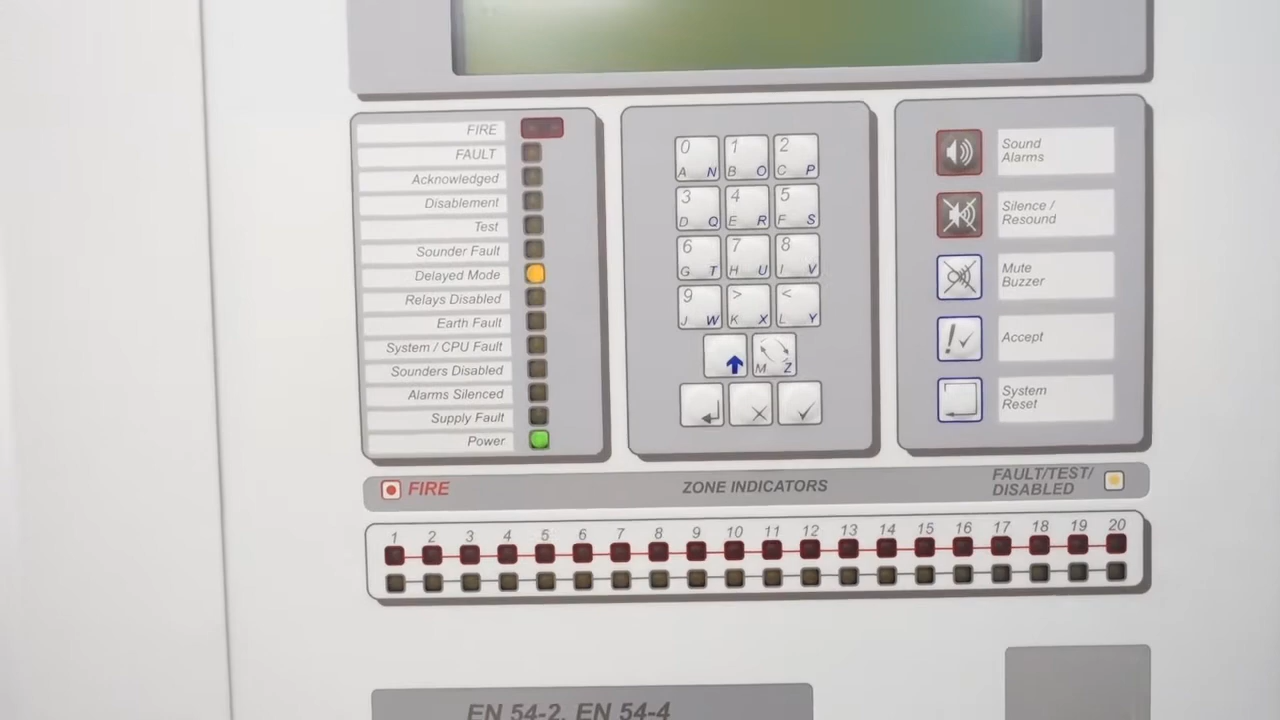 FIRE
FAULT
Acknowledged
Disablement
Test
Sounder Fault
Delayed Mode
Relays Disabled
Earth Fault
System / CPU Fault
Sounders Disabled
Alarms Silenced
Supply Fault
Power
0 1 2
A N B O C P
3 4 5
D Q E R F S
6 7 8
G T H U I V
9 > <
J W K X L Y
M Z
Sound
Alarms
Silence /
Resound
Mute
Buzzer
Accept
System
Reset
FIRE
ZONE INDICATORS
FAULT/TEST/
DISABLED
1 2 3 4 5 6 7 8 9 10 11 12 13 14 15 16 17 18 19 20
EN 54-2, EN 54-4